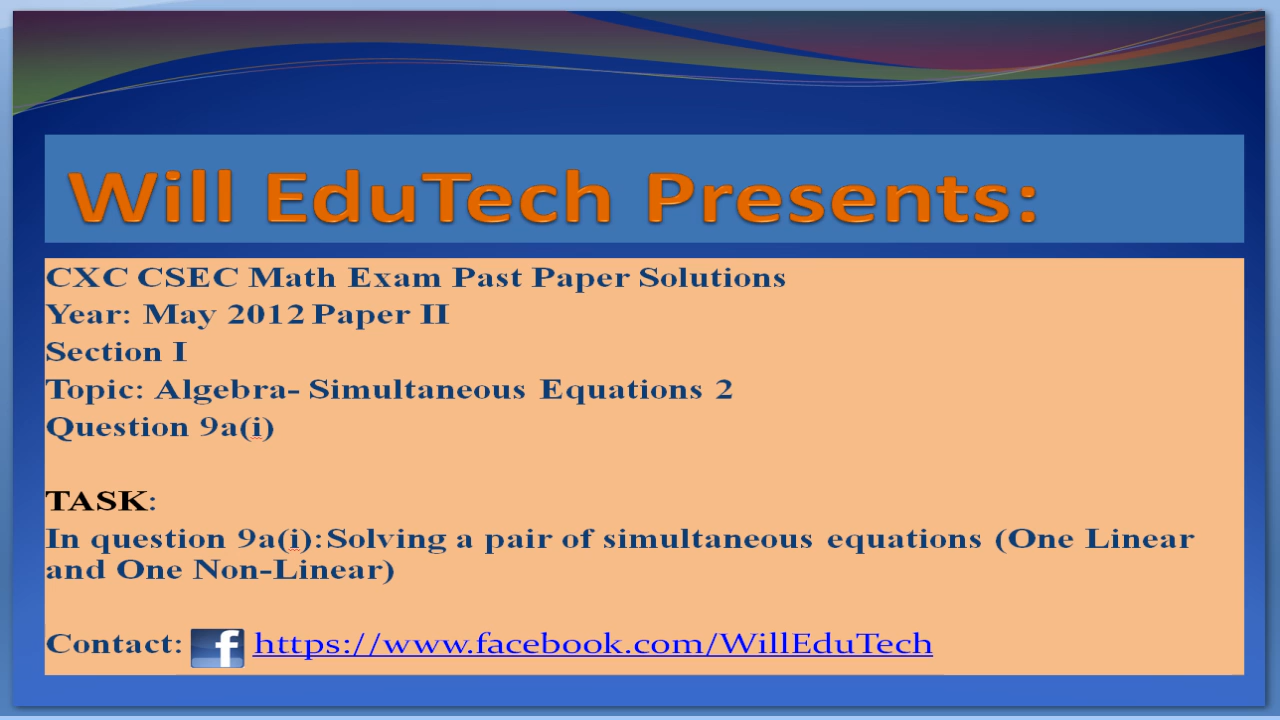 Will EduTech Presents:
CXC CSEC Math Exam Past Paper Solutions
Year: May 2012 Paper II
Section I
Topic: Algebra- Simultaneous Equations 2
Question 9a(i)
TASK:
In question 9a(i):Solving a pair of simultaneous equations (One Linear
and One Non-Linear)
Contact: f https://www.facebook.com/WillEduTech